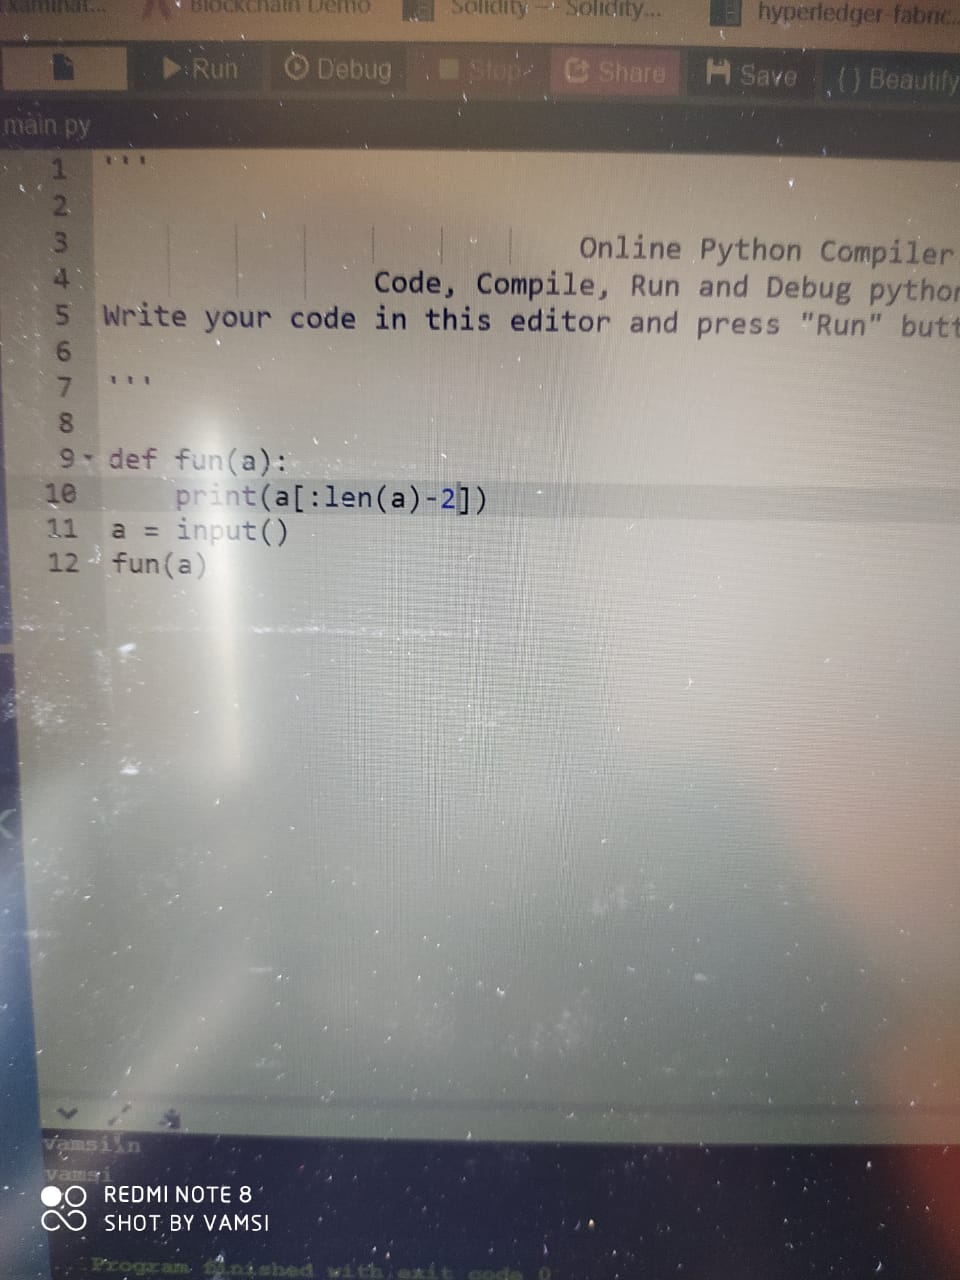 Blockchain Demo Solidity — Solidity... hyperledger-fabric...
Run Debug Stop Share Save {} Beautify
main.py
1 '''
2
3 Online Python Compiler
4 Code, Compile, Run and Debug python
5 Write your code in this editor and press "Run" butt
6
7 '''
8
9 def fun(a):
10 print(a[:len(a)-2])
11 a = input()
12 fun(a)
vamsi\n
vamsi
REDMI NOTE 8
SHOT BY VAMSI
Program finished with exit code 0